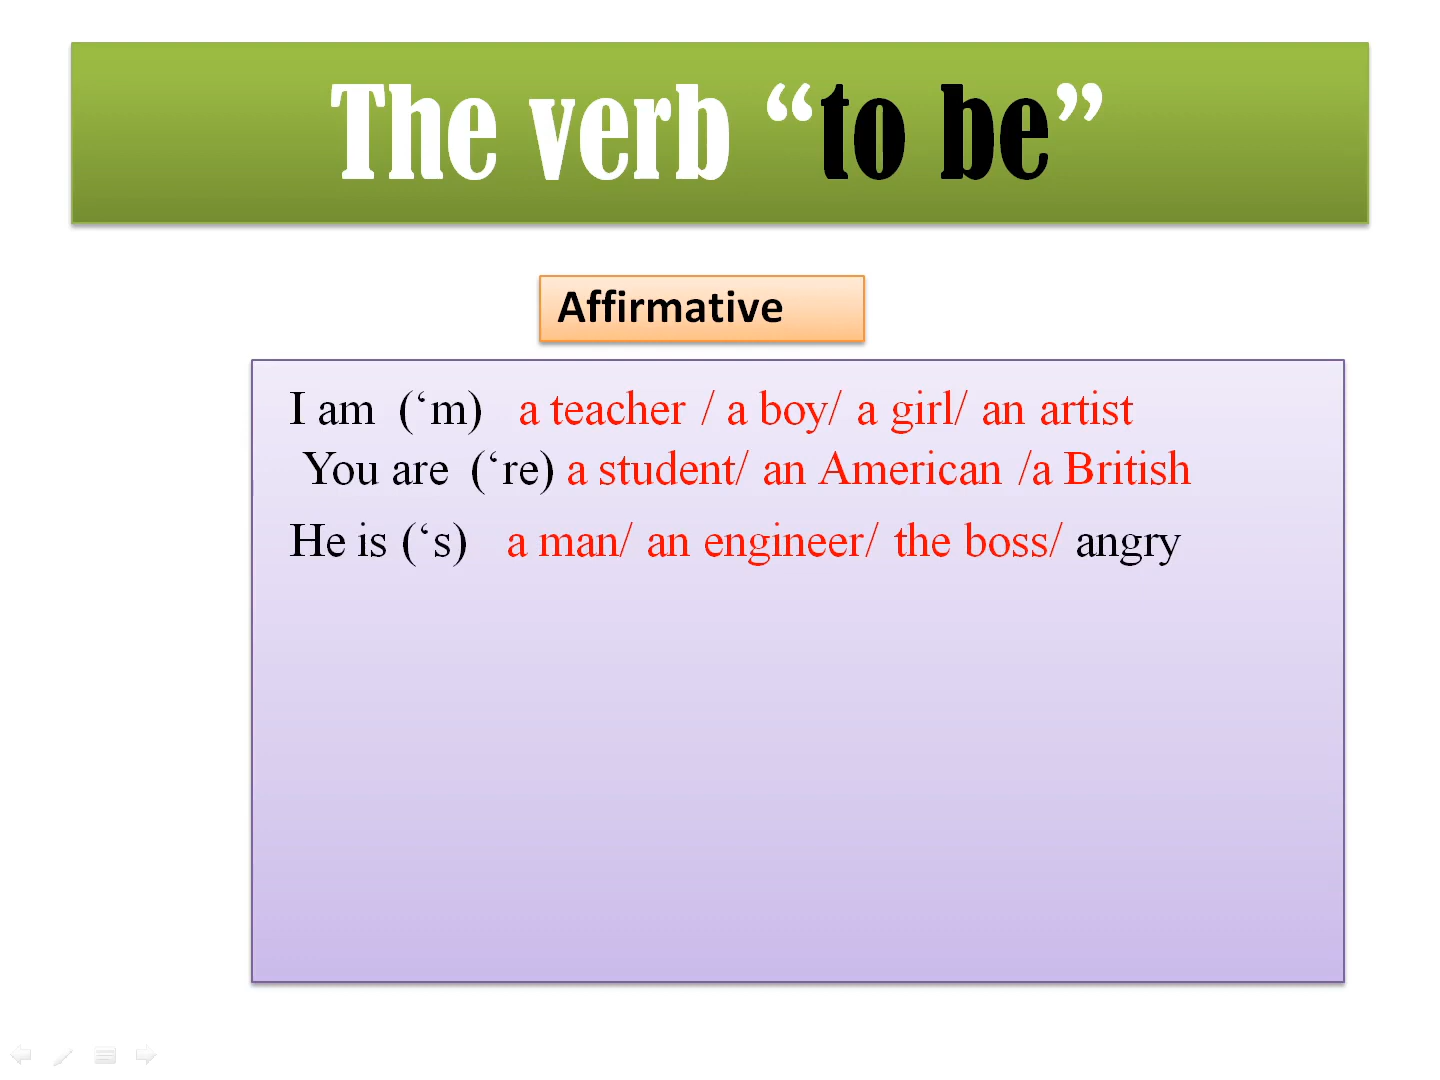 The verb “to be”
Affirmative
I am (‘m) a teacher / a boy/ a girl/ an artist
You are (‘re) a student/ an American /a British
He is (‘s) a man/ an engineer/ the boss/ angry